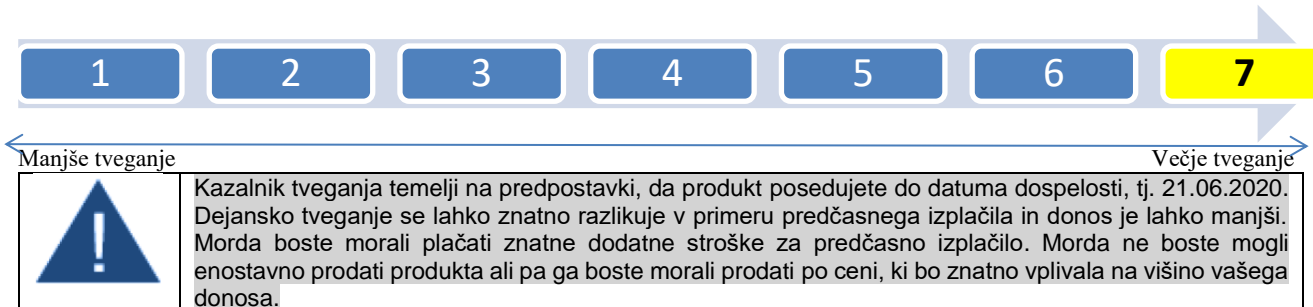 1 2 3 4 5 6 7
Manjše tveganje Večje tveganje
Kazalnik tveganja temelji na predpostavki, da produkt posedujete do datuma dospelosti, tj. 21.06.2020.
Dejansko tveganje se lahko znatno razlikuje v primeru predčasnega izplačila in donos je lahko manjši.
Morda boste morali plačati znatne dodatne stroške za predčasno izplačilo. Morda ne boste mogli
enostavno prodati produkta ali pa ga boste morali prodati po ceni, ki bo znatno vplivala na višino vašega
donosa.